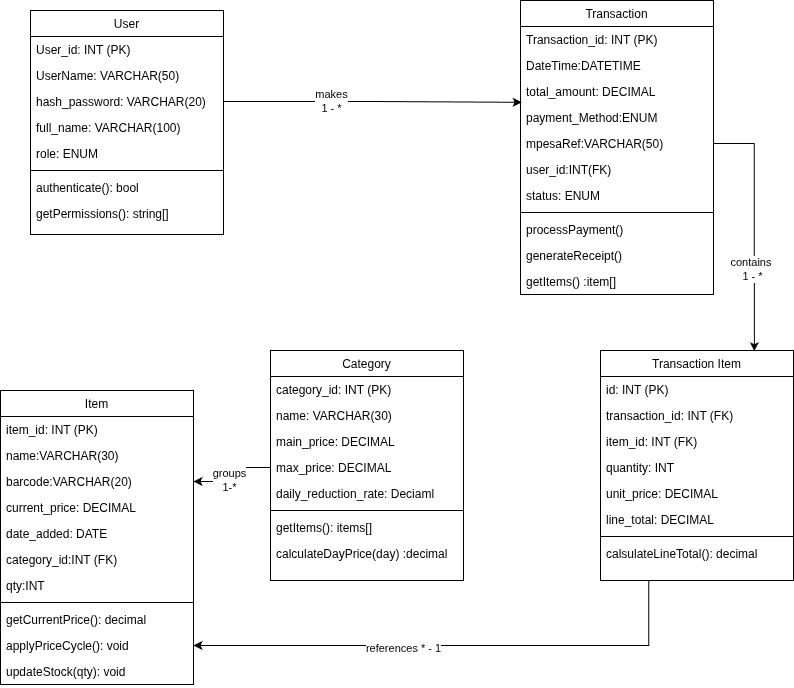 User
User_id: INT (PK)
UserName: VARCHAR(50)
hash_password: VARCHAR(20)
full_name: VARCHAR(100)
role: ENUM
authenticate(): bool
getPermissions(): string[]
makes
1 - *
Transaction
Transaction_id: INT (PK)
DateTime:DATETIME
total_amount: DECIMAL
payment_Method:ENUM
mpesaRef:VARCHAR(50)
user_id:INT(FK)
status: ENUM
processPayment()
generateReceipt()
getItems() :item[]
contains
1 - *
Item
item_id: INT (PK)
name:VARCHAR(30)
barcode:VARCHAR(20)
current_price: DECIMAL
date_added: DATE
category_id:INT (FK)
qty:INT
getCurrentPrice(): decimal
applyPriceCycle(): void
updateStock(qty): void
groups
1-*
Category
category_id: INT (PK)
name: VARCHAR(30)
main_price: DECIMAL
max_price: DECIMAL
daily_reduction_rate: Deciaml
getItems(): items[]
calculateDayPrice(day) :decimal
Transaction Item
id: INT (PK)
transaction_id: INT (FK)
item_id: INT (FK)
quantity: INT
unit_price: DECIMAL
line_total: DECIMAL
calsulateLineTotal(): decimal
references * - 1